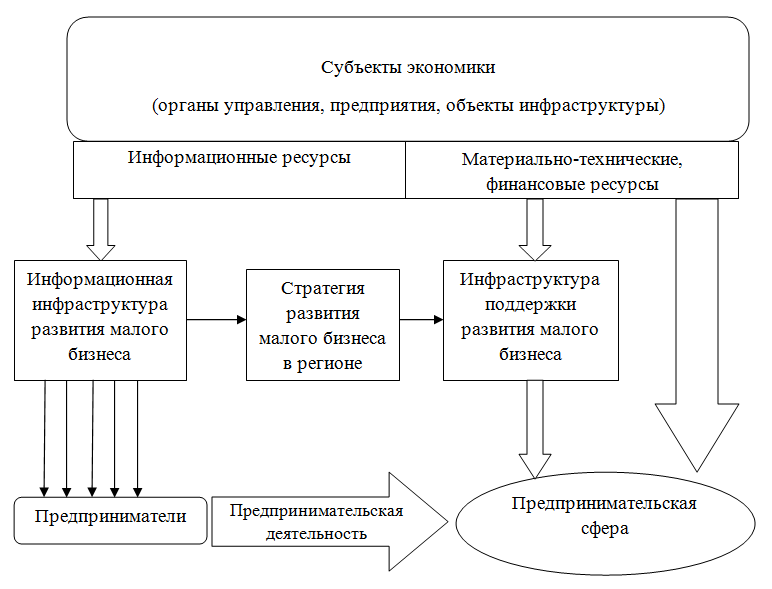 Субъекты экономики
(органы управления, предприятия, объекты инфраструктуры)
Информационные ресурсы
Материально-технические,
финансовые ресурсы
Информационная
инфраструктура
развития малого
бизнеса
Стратегия
развития
малого бизнеса
в регионе
Инфраструктура
поддержки
развития малого
бизнеса
Предприниматели
Предпринимательская
деятельность
Предпринимательская
сфера